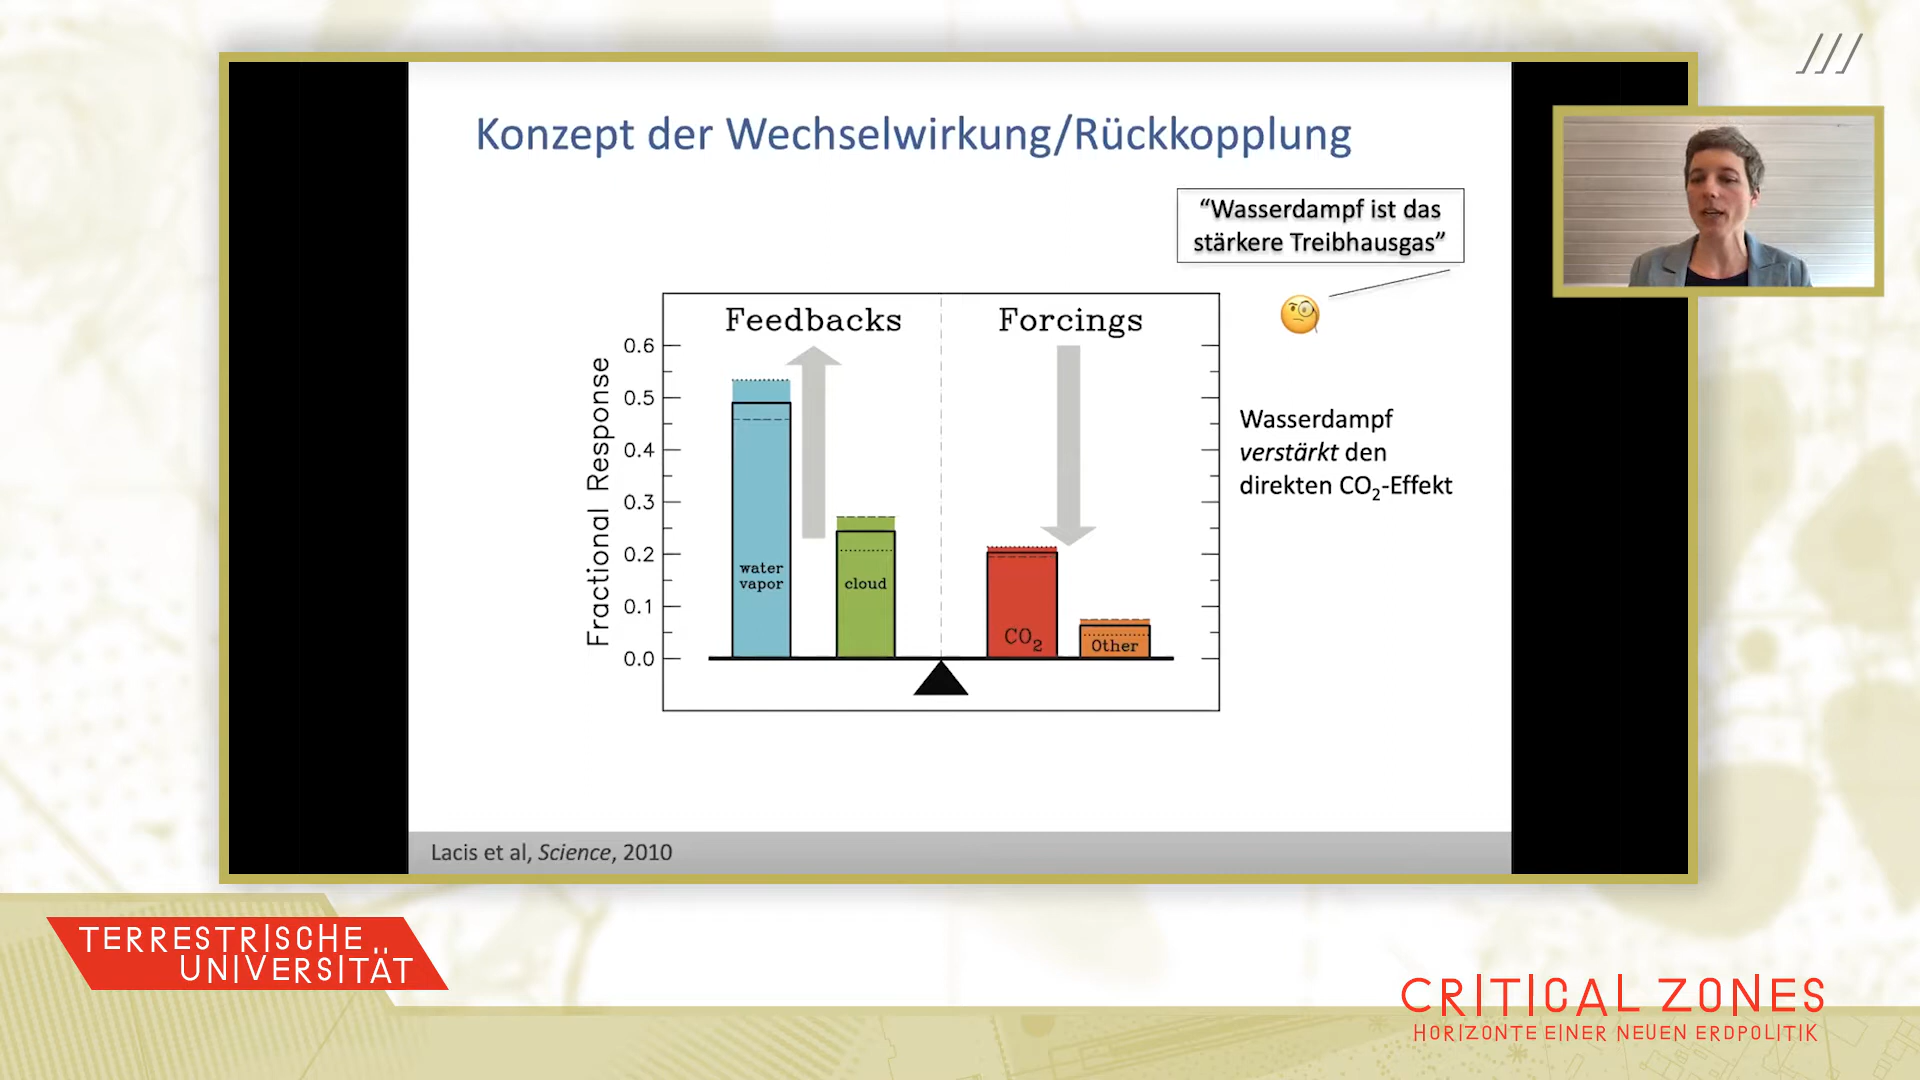 Konzept der Wechselwirkung/Rückkopplung
“Wasserdampf ist das
stärkere Treibhausgas”
Feedbacks
Forcings
Fractional Response
0.6
0.5
0.4
0.3
0.2
0.1
0.0
water
vapor
cloud
CO₂
Other
Wasserdampf
verstärkt den
direkten CO₂-Effekt
Lacis et al, Science, 2010
TERRESTRISCHE
UNIVERSITÄT
CRITICAL ZONES
HORIZONTE EINER NEUEN ERDPOLITIK